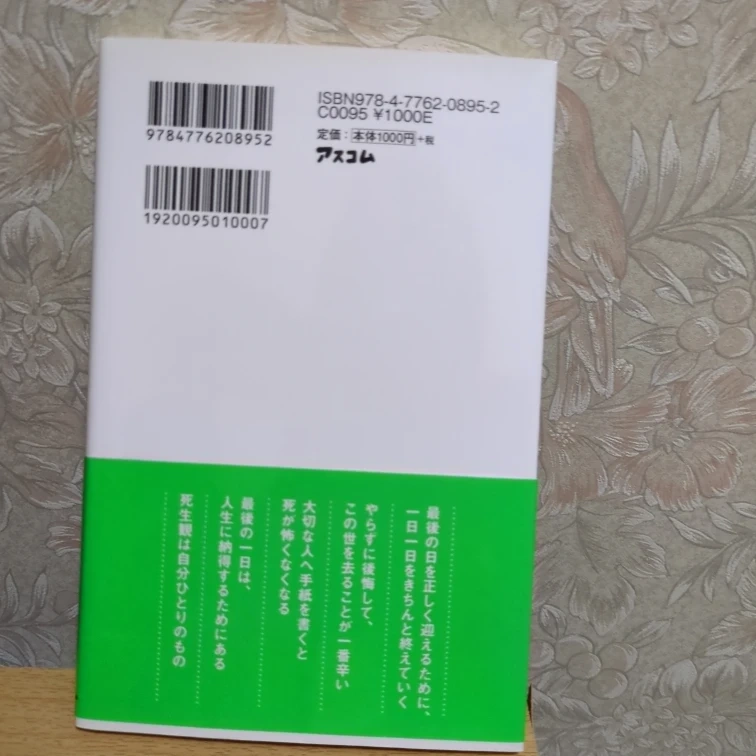 9784776208952
1920095010007
ISBN978-4-7762-0895-2
C0095 ¥1000E
定価:本体1000円+税
アスコム
最後の日を正しく迎えるために、
一日一日をきちんと終えていく
やらずに後悔して、
この世を去ることが一番辛い
大切な人へ手紙を書くと
死が怖くなくなる
最後の一日は、
人生に納得するためにある
死生観は自分ひとりのもの